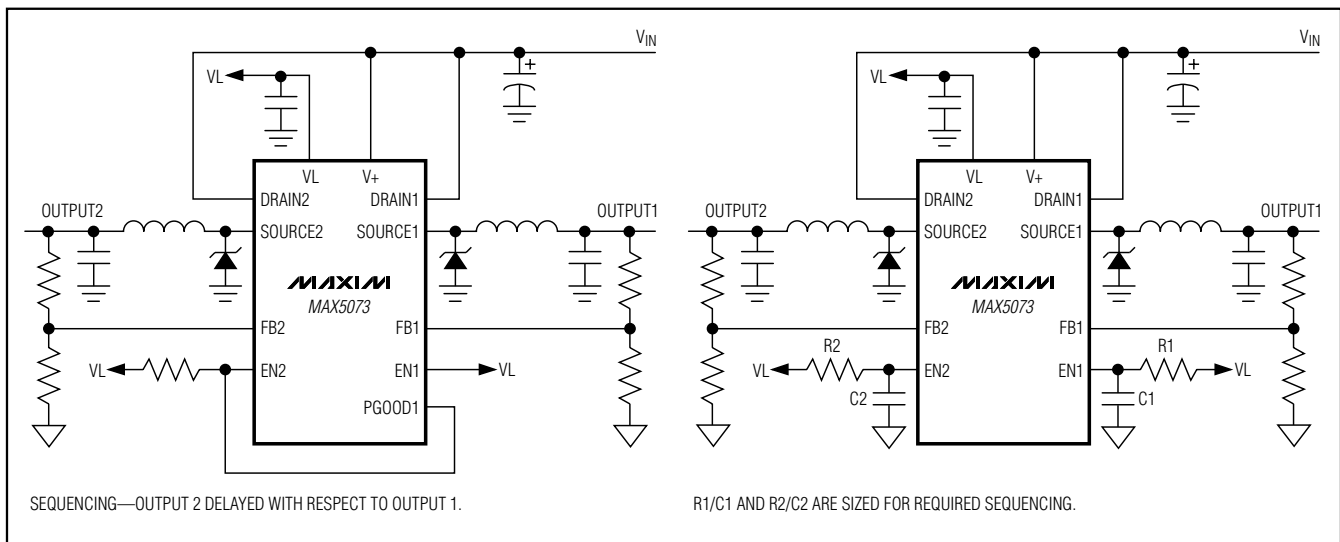 VIN
VL
VL
V+
DRAIN2
DRAIN1
OUTPUT2
OUTPUT1
SOURCE2
SOURCE1
MAXIM
MAX5073
FB2
FB1
VL
EN2
EN1
VL
PGOOD1
SEQUENCING—OUTPUT 2 DELAYED WITH RESPECT TO OUTPUT 1.
VIN
VL
VL
V+
DRAIN2
DRAIN1
OUTPUT2
OUTPUT1
SOURCE2
SOURCE1
MAXIM
MAX5073
FB2
FB1
R2
R1
VL
EN2
EN1
VL
C2
C1
R1/C1 AND R2/C2 ARE SIZED FOR REQUIRED SEQUENCING.
+
+